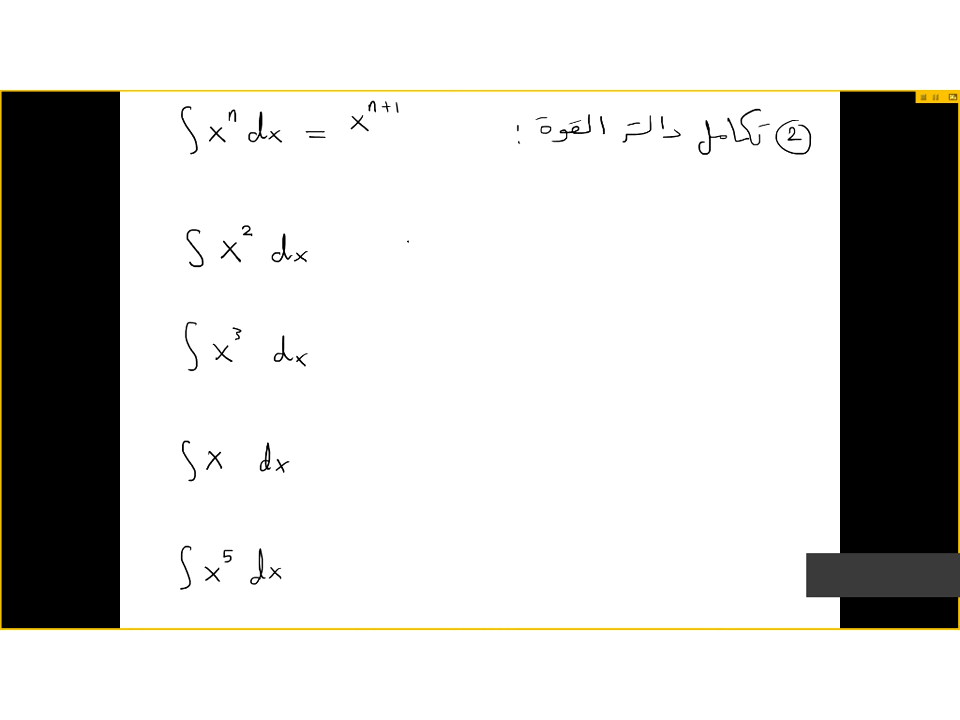 ② تكامل دالة القوة :
∫ xⁿ dx = xⁿ⁺¹
∫ x² dx
∫ x³ dx
∫ x dx
∫ x⁵ dx